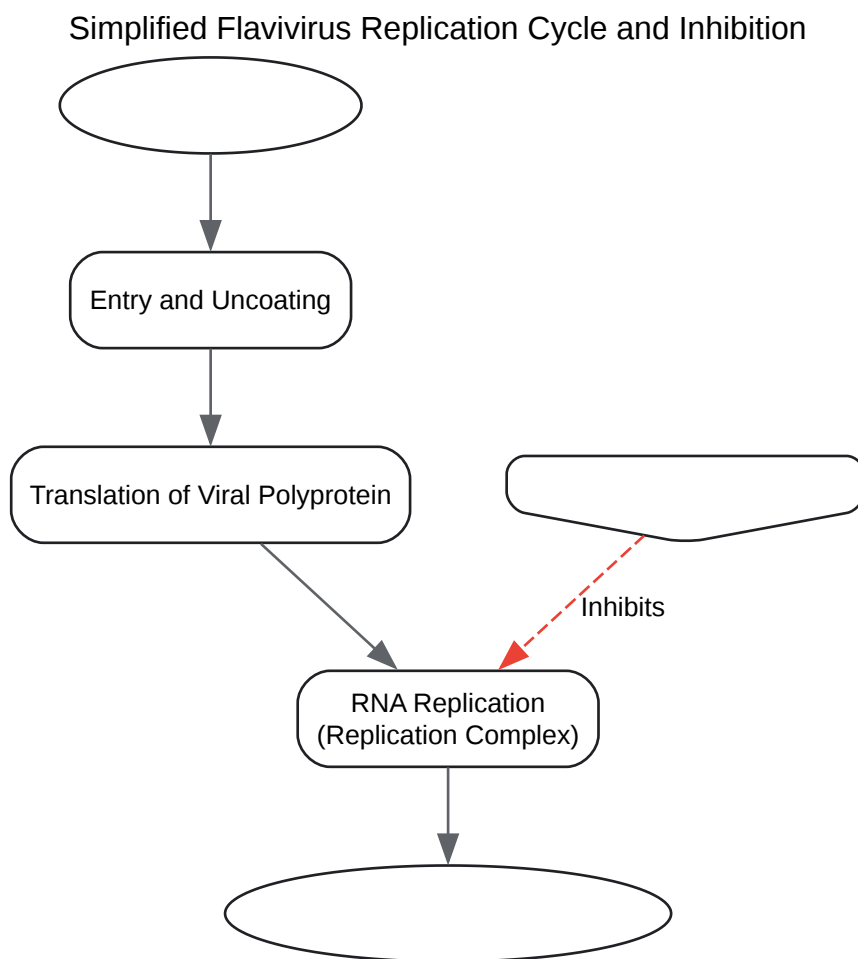 Simplified Flavivirus Replication Cycle and Inhibition
Entry and Uncoating
Translation of Viral Polyprotein
Inhibits
RNA Replication
(Replication Complex)